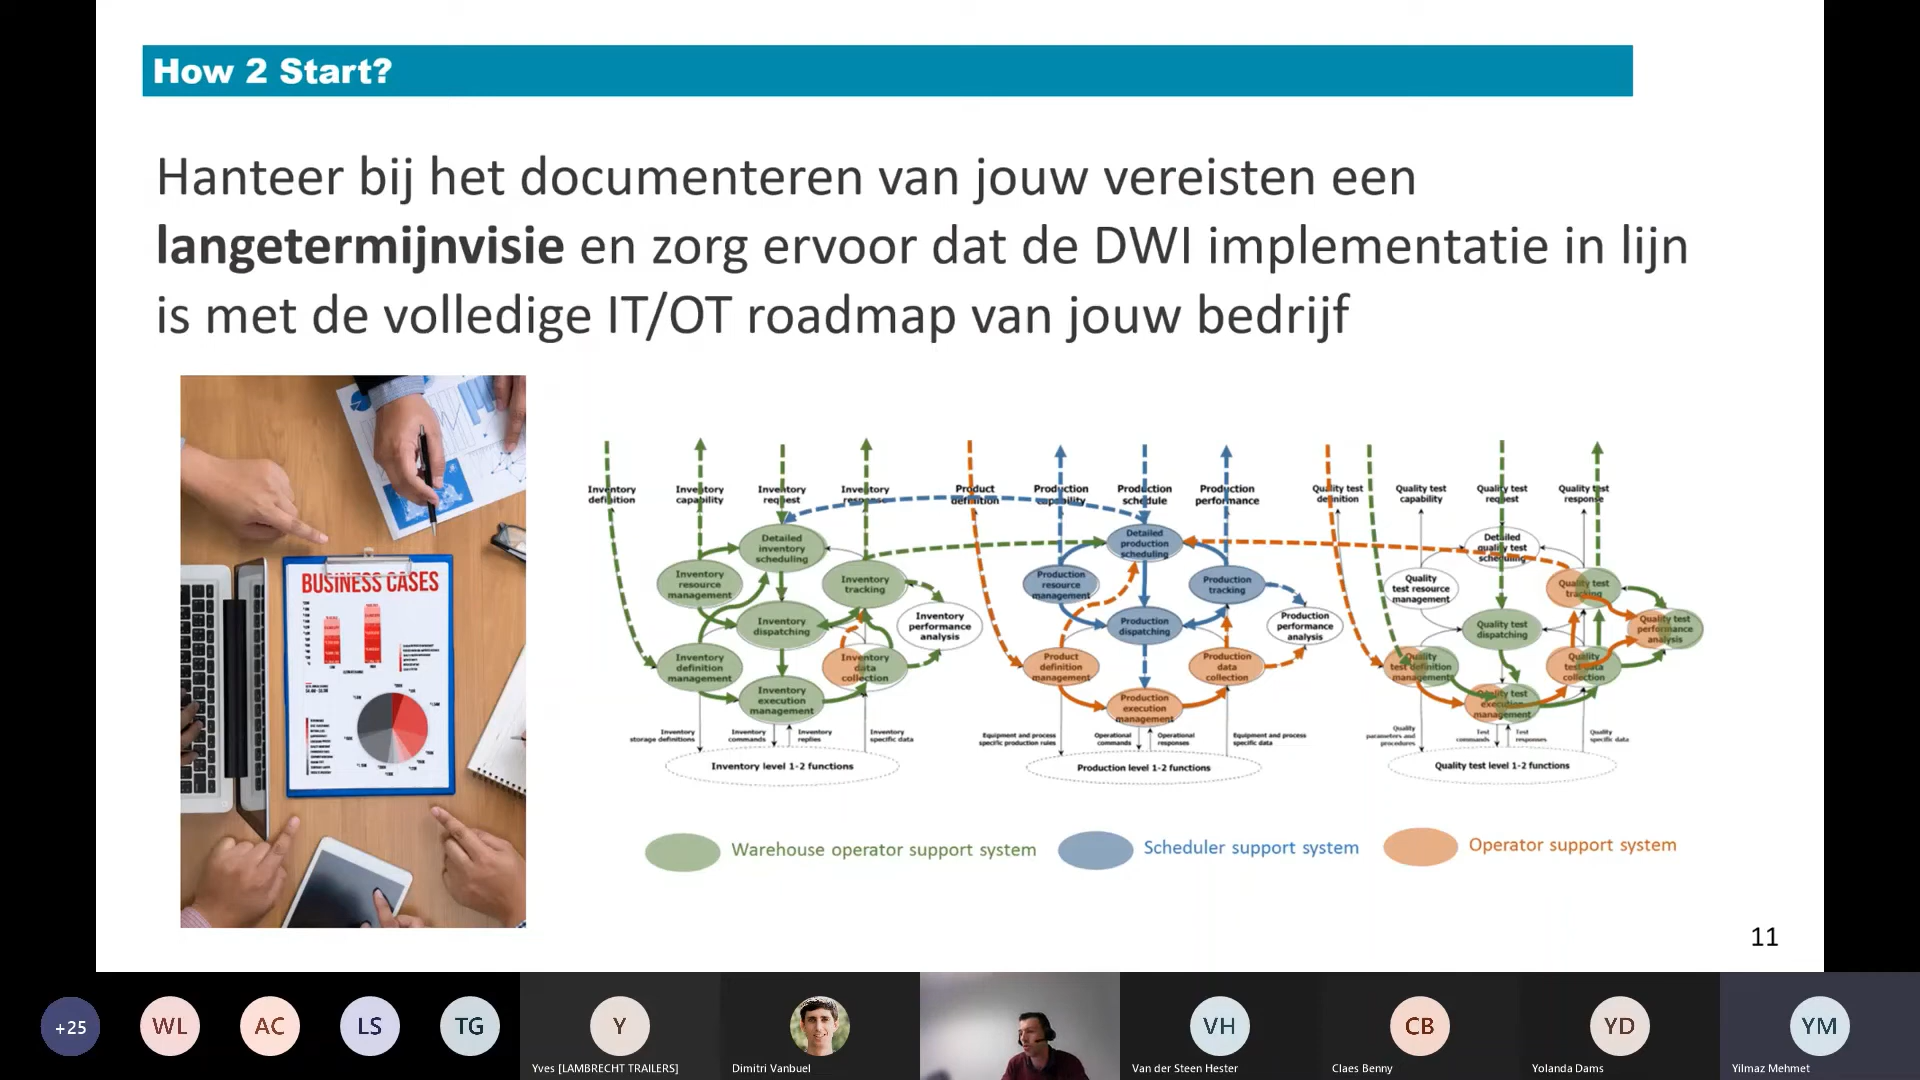 How 2 Start?
Hanteer bij het documenteren van jouw vereisten een
langetermijnvisie en zorg ervoor dat de DWI implementatie in lijn
is met de volledige IT/OT roadmap van jouw bedrijf
BUSINESS CASES
Inventory
definition
Inventory
capability
Inventory
request
Inventory
response
Product
definition
Production
capability
Production
schedule
Production
performance
Quality test
definition
Quality test
capability
Quality test
request
Quality test
response
Detailed
inventory
scheduling
Inventory
resource
management
Inventory
tracking
Inventory
dispatching
Inventory
performance
analysis
Inventory
definition
management
Inventory
data
collection
Inventory
execution
management
Inventory
storage definitions
Inventory
commands
Inventory
replies
Inventory
specific data
Inventory level 1-2 functions
Detailed
production
scheduling
Production
resource
management
Production
tracking
Production
dispatching
Production
performance
analysis
Product
definition
management
Production
data
collection
Production
execution
management
Equipment and process
specific production rules
Operational
commands
Operational
responses
Equipment and process
specific data
Production level 1-2 functions
Detailed
quality test
scheduling
Quality
test resource
management
Quality test
tracking
Quality test
dispatching
Quality test
performance
analysis
Quality
test definition
management
Quality
test data
collection
Quality test
execution
management
Quality
parameters and
procedures
Test
commands
Test
responses
Quality
specific data
Quality test level 1-2 functions
Warehouse operator support system
Scheduler support system
Operator support system
11
+25
WL
AC
LS
TG
Y
Yves [LAMBRECHT TRAILERS]
Dimitri Vanbuel
VH
Van der Steen Hester
CB
Claes Benny
YD
Yolanda Dams
YM
Yilmaz Mehmet